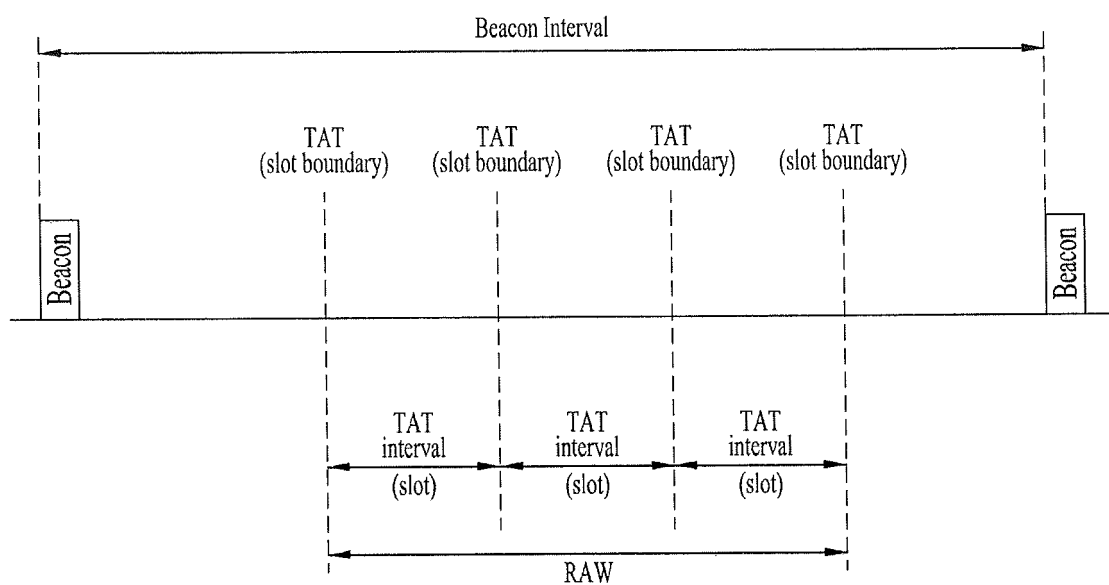 Beacon Interval
TAT
(slot boundary)
TAT
(slot boundary)
TAT
(slot boundary)
TAT
(slot boundary)
Beacon
Beacon
TAT
interval
(slot)
TAT
interval
(slot)
TAT
interval
(slot)
RAW